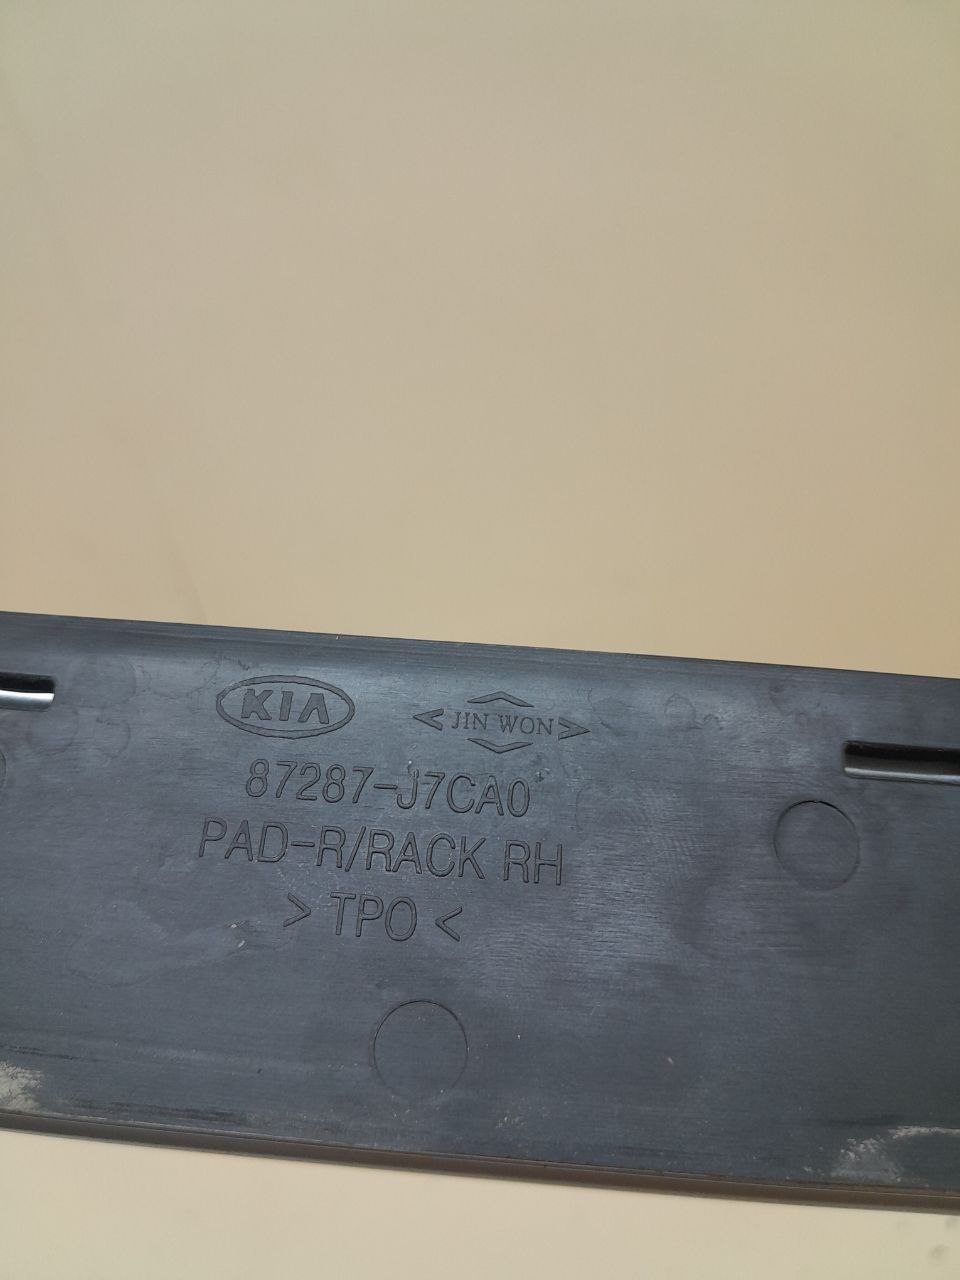 KIA
JIN WON
87287-J7CA0
PAD-R/RACK RH
> TPO <